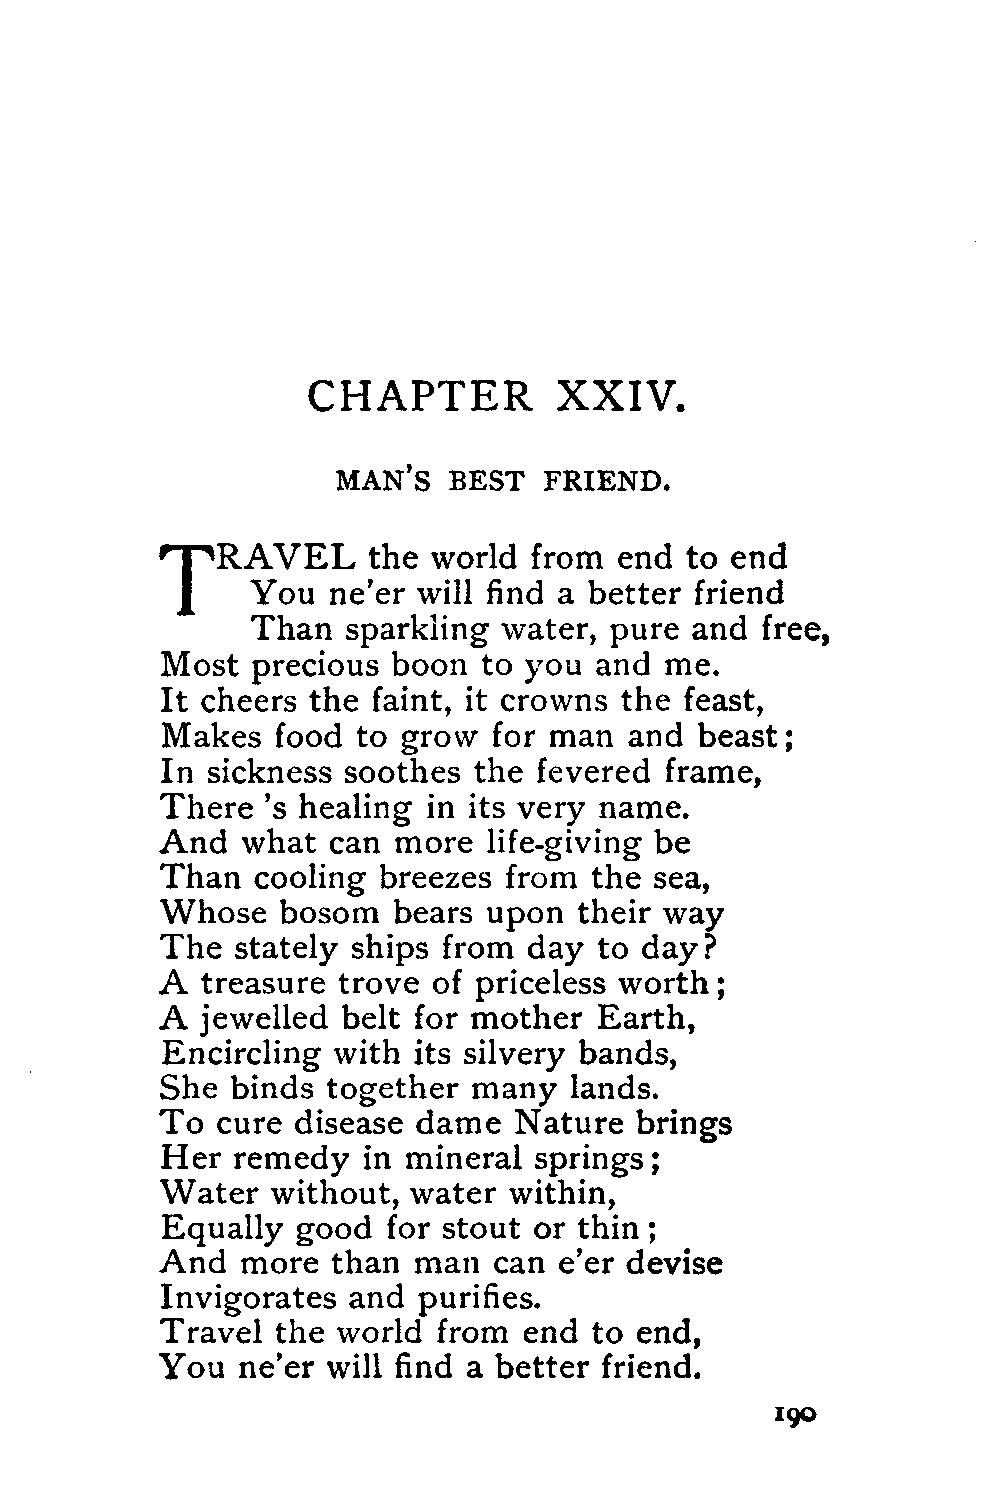 CHAPTER XXIV.
MAN'S BEST FRIEND.
TRAVEL the world from end to end
You ne'er will find a better friend
Than sparkling water, pure and free,
Most precious boon to you and me.
It cheers the faint, it crowns the feast,
Makes food to grow for man and beast;
In sickness soothes the fevered frame,
There 's healing in its very name.
And what can more life-giving be
Than cooling breezes from the sea,
Whose bosom bears upon their way
The stately ships from day to day?
A treasure trove of priceless worth;
A jewelled belt for mother Earth,
Encircling with its silvery bands,
She binds together many lands.
To cure disease dame Nature brings
Her remedy in mineral springs;
Water without, water within,
Equally good for stout or thin;
And more than man can e'er devise
Invigorates and purifies.
Travel the world from end to end,
You ne'er will find a better friend.
190